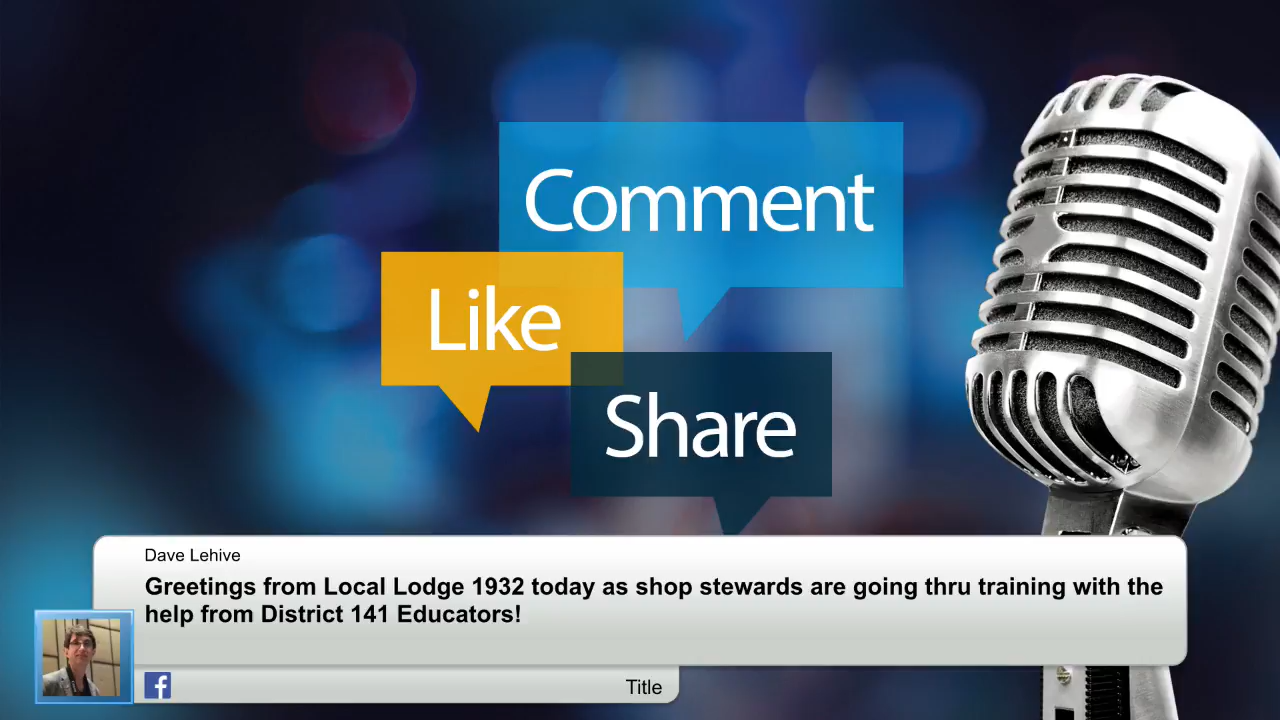 Comment
Like
Share
Dave Lehive
Greetings from Local Lodge 1932 today as shop stewards are going thru training with the
help from District 141 Educators!
f
Title